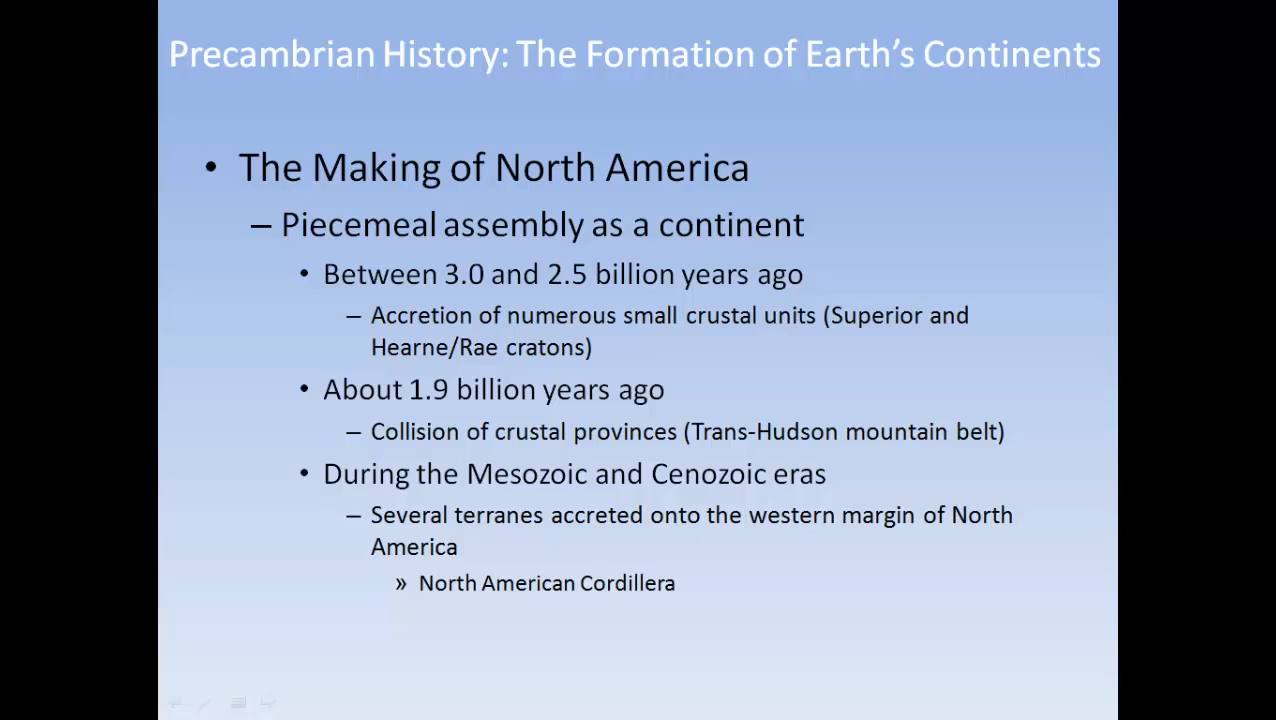 Precambrian History: The Formation of Earth's Continents
• The Making of North America
– Piecemeal assembly as a continent
• Between 3.0 and 2.5 billion years ago
– Accretion of numerous small crustal units (Superior and
Hearne/Rae cratons)
• About 1.9 billion years ago
– Collision of crustal provinces (Trans-Hudson mountain belt)
• During the Mesozoic and Cenozoic eras
– Several terranes accreted onto the western margin of North
America
» North American Cordillera